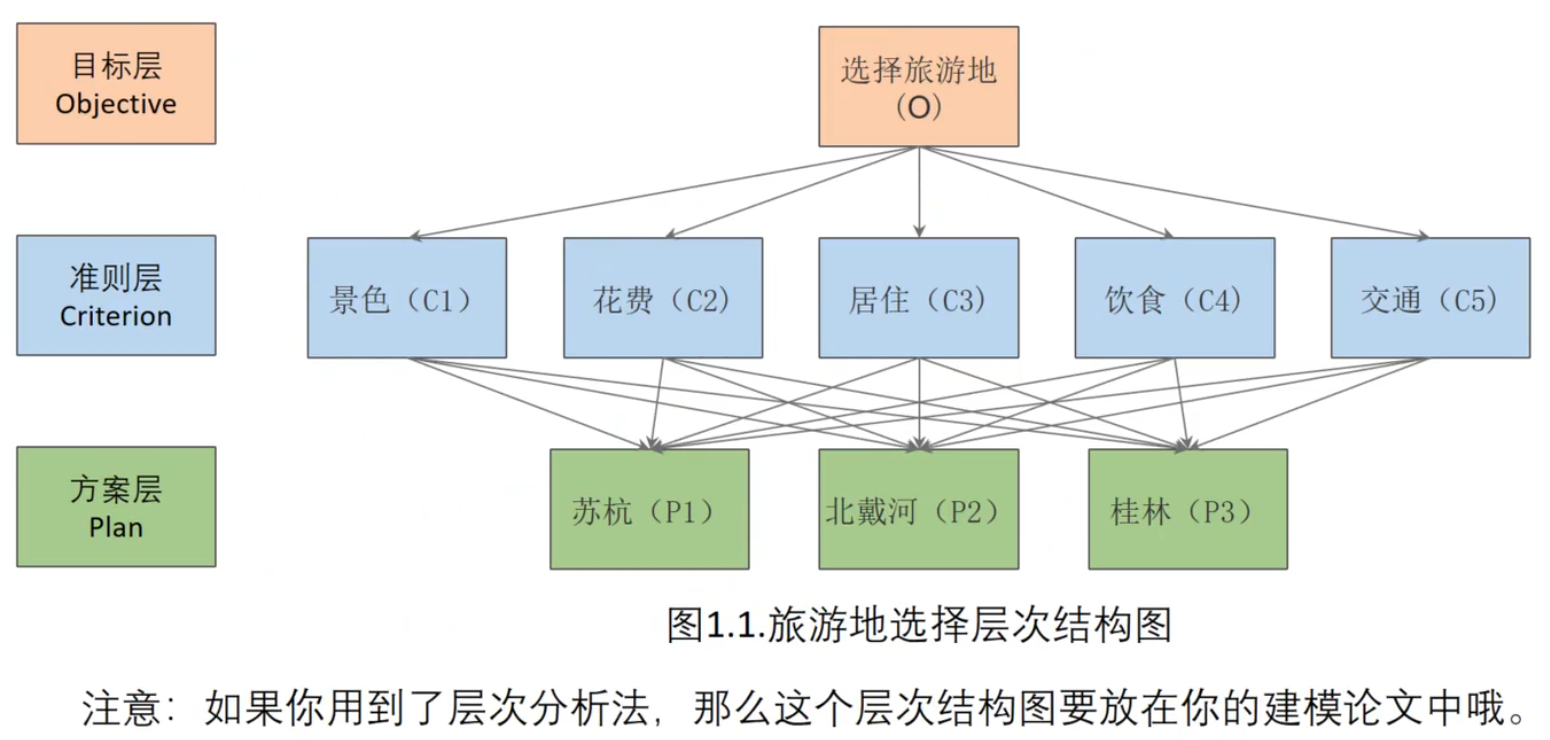 目标层
Objective
选择旅游地
(O)
准则层
Criterion
景色（C1）
花费（C2)
居住（C3)
饮食（C4)
交通（C5)
方案层
Plan
苏杭（P1）
北戴河（P2）
桂林（P3）
图1.1.旅游地选择层次结构图
注意：如果你用到了层次分析法，那么这个层次结构图要放在你的建模论文中哦。